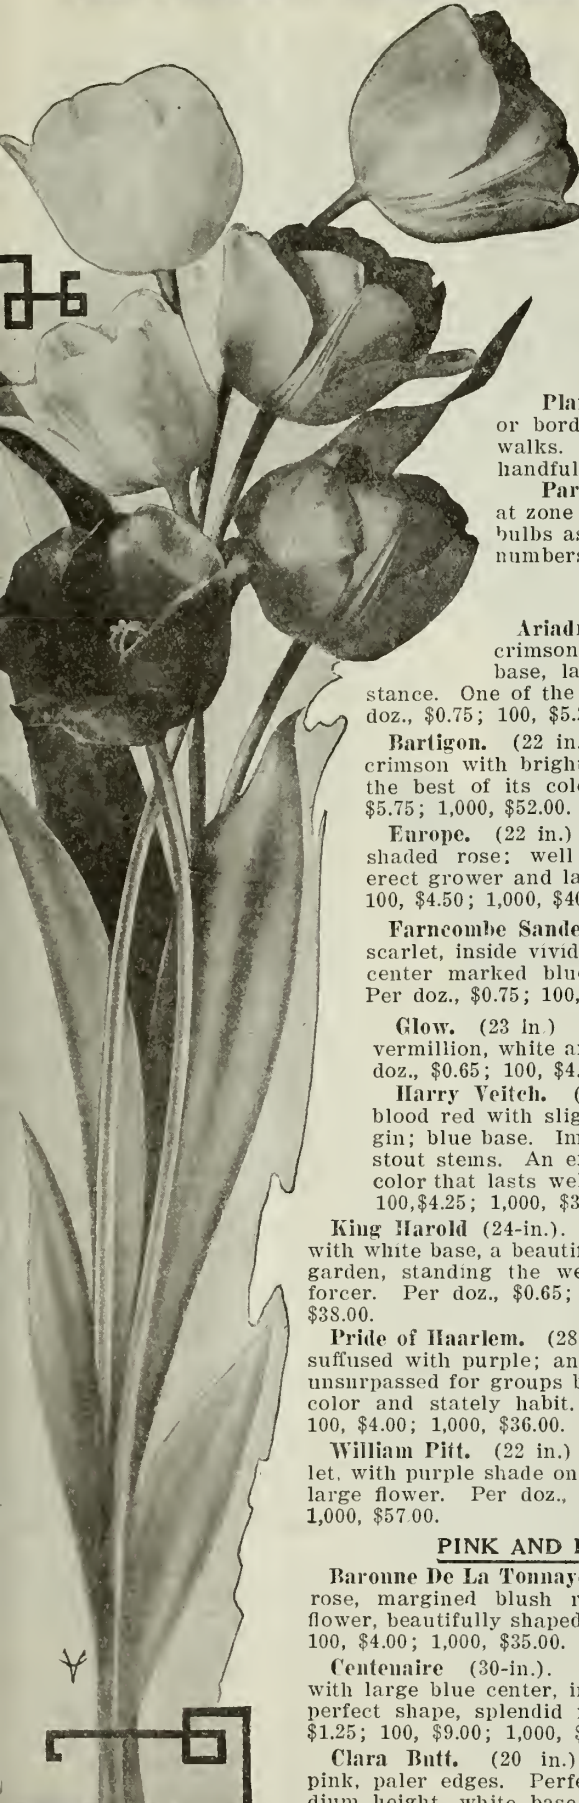 Pla
or bord
walks.
handful
Par
at zone
bulbs as
numbers
Ariad
crimson
base, la
stance. One of the
doz., $0.75; 100, $5.
Bartigon. (22 in.
crimson with bright
the best of its col
$5.75; 1,000, $52.00.
Europe. (22 in.)
shaded rose; well
erect grower and la
100, $4.50; 1,000, $4
Farncombe Sande
scarlet, inside vivid
center marked blu
Per doz., $0.75; 100,
Glow. (23 in.)
vermillion, white a
doz., $0.65; 100, $4.
Harry Veitch. (
blood red with slig
gin; blue base. In
stout stems. An e
color that lasts we
100,$4.25; 1,000, $3
King Harold (24-in.).
with white base, a beauti
garden, standing the we
forcer. Per doz., $0.65;
$38.00.
Pride of Haarlem. (28
suffused with purple; an
unsurpassed for groups b
color and stately habit.
100, $4.00; 1,000, $36.00.
William Pitt. (22 in.)
let, with purple shade on
large flower. Per doz.,
1,000, $57.00.
PINK AND
Baronne De La Tonnay
rose, margined blush r
flower, beautifully shaped
100, $4.00; 1,000, $35.00.
Centenaire (30-in.).
with large blue center, i
perfect shape, splendid
$1.25; 100, $9.00; 1,000, $
Clara Butt. (20 in.)
pink, paler edges. Perfe
dium height, white base